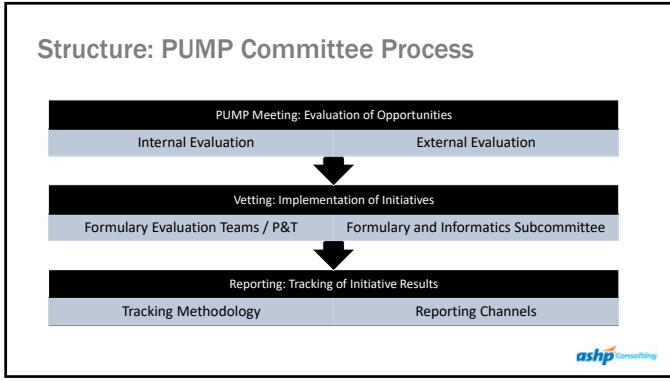 Structure: PUMP Committee Process
PUMP Meeting: Evaluation of Opportunities
Internal Evaluation
External Evaluation
Vetting: Implementation of Initiatives
Formulary Evaluation Teams / P&T
Formulary and Informatics Subcommittee
Reporting: Tracking of Initiative Results
Tracking Methodology
Reporting Channels
ashp Consulting